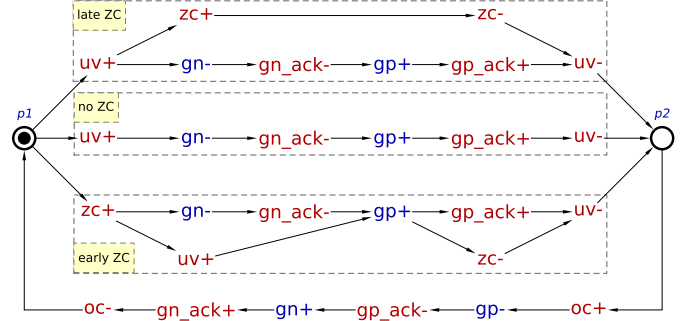 late ZC
zc+ zc-
uv+ gn- gn_ack- gp+ gp_ack+ uv-
p1 no ZC p2
uv+ gn- gn_ack- gp+ gp_ack+ uv-
zc+ gn- gn_ack- gp+ gp_ack+ uv-
early ZC uv+ zc-
oc- gn_ack+ gn+ gp_ack- gp- oc+